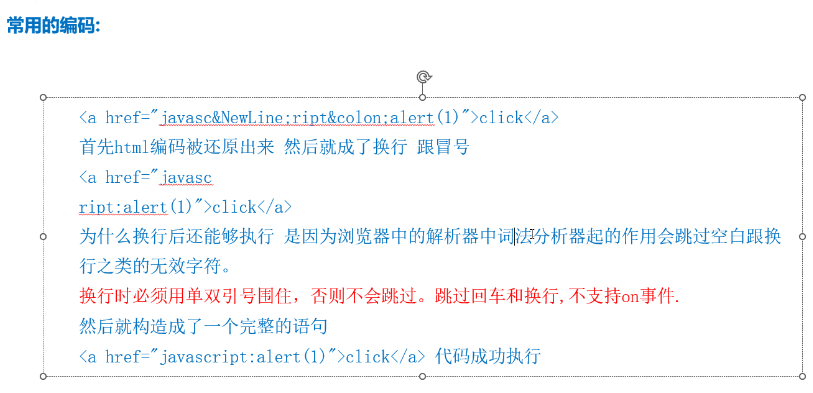 常用的编码:
<a href="javasc&NewLine;ript&colon;alert(1)">click</a>
首先html编码被还原出来 然后就成了换行 跟冒号
<a href="javasc
ript:alert(1)">click</a>
为什么换行后还能够执行 是因为浏览器中的解析器中词法分析器起的作用会跳过空白跟换
行之类的无效字符。
换行时必须用单双引号围住，否则不会跳过。跳过回车和换行,不支持on事件.
然后就构造成了一个完整的语句
<a href="javascript:alert(1)">click</a> 代码成功执行